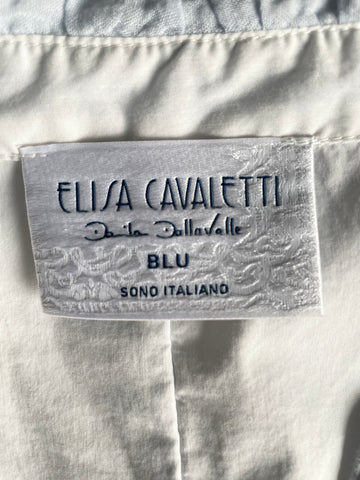 ELISA CAVALETTI
Daniela Dallavalle
BLU
SONO ITALIANO